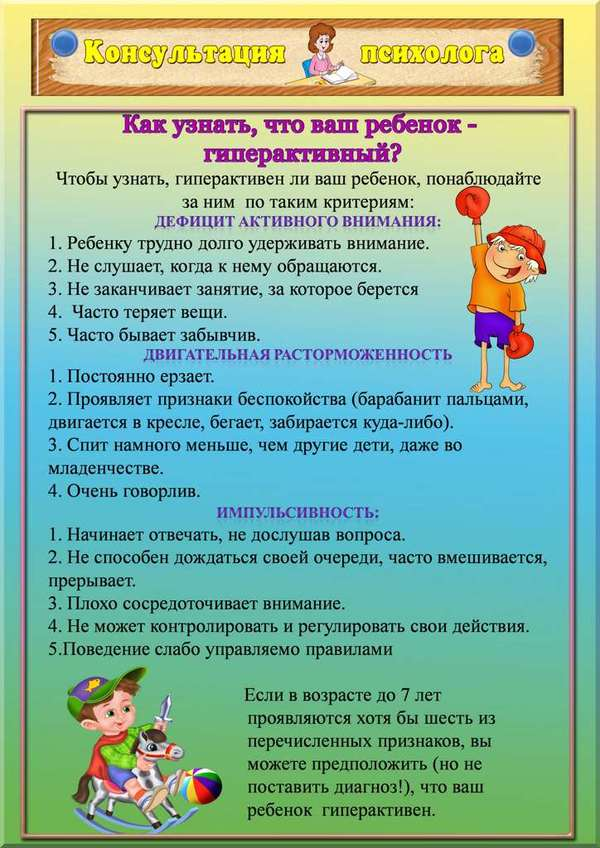 Консультация психолога
Как узнать, что ваш ребенок -
гиперактивный?
Чтобы узнать, гиперактивен ли ваш ребенок, понаблюдайте
за ним по таким критериям:
ДЕФИЦИТ АКТИВНОГО ВНИМАНИЯ:
1. Ребенку трудно долго удерживать внимание.
2. Не слушает, когда к нему обращаются.
3. Не заканчивает занятие, за которое берется
4. Часто теряет вещи.
5. Часто бывает забывчив.
ДВИГАТЕЛЬНАЯ РАСТОРМОЖЕННОСТЬ
1. Постоянно ерзает.
2. Проявляет признаки беспокойства (барабанит пальцами,
двигается в кресле, бегает, забирается куда-либо).
3. Спит намного меньше, чем другие дети, даже во
младенчестве.
4. Очень говорлив.
ИМПУЛЬСИВНОСТЬ:
1. Начинает отвечать, не дослушав вопроса.
2. Не способен дождаться своей очереди, часто вмешивается,
прерывает.
3. Плохо сосредоточивает внимание.
4. Не может контролировать и регулировать свои действия.
5.Поведение слабо управляемо правилами
Если в возрасте до 7 лет
проявляются хотя бы шесть из
перечисленных признаков, вы
можете предположить (но не
поставить диагноз!), что ваш
ребенок гиперактивен.